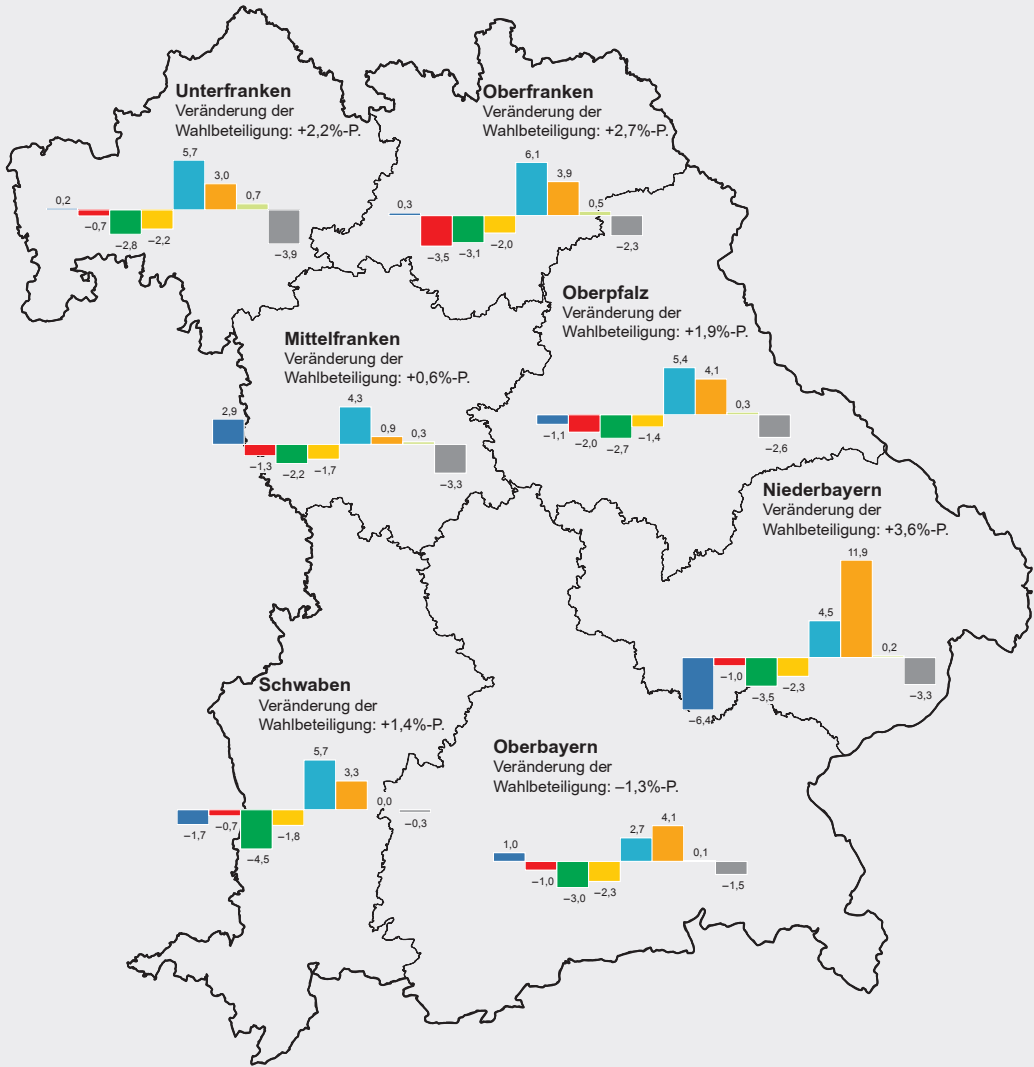 Unterfranken
Veränderung der
Wahlbeteiligung: +2,2%-P.
0,2
–0,7
–2,8
–2,2
5,7
3,0
0,7
–3,9
Oberfranken
Veränderung der
Wahlbeteiligung: +2,7%-P.
0,3
–3,5
–3,1
–2,0
6,1
3,9
0,5
–2,3
Oberpfalz
Veränderung der
Wahlbeteiligung: +1,9%-P.
–1,1
–2,0
–2,7
–1,4
5,4
4,1
0,3
–2,6
Mittelfranken
Veränderung der
Wahlbeteiligung: +0,6%-P.
2,9
–1,3
–2,2
–1,7
4,3
0,9
0,3
–3,3
Niederbayern
Veränderung der
Wahlbeteiligung: +3,6%-P.
–6,4
–1,0
–3,5
–2,3
4,5
11,9
0,2
–3,3
Schwaben
Veränderung der
Wahlbeteiligung: +1,4%-P.
–1,7
–0,7
–4,5
–1,8
5,7
3,3
0,0
–0,3
Oberbayern
Veränderung der
Wahlbeteiligung: –1,3%-P.
1,0
–1,0
–3,0
–2,3
2,7
4,1
0,1
–1,5